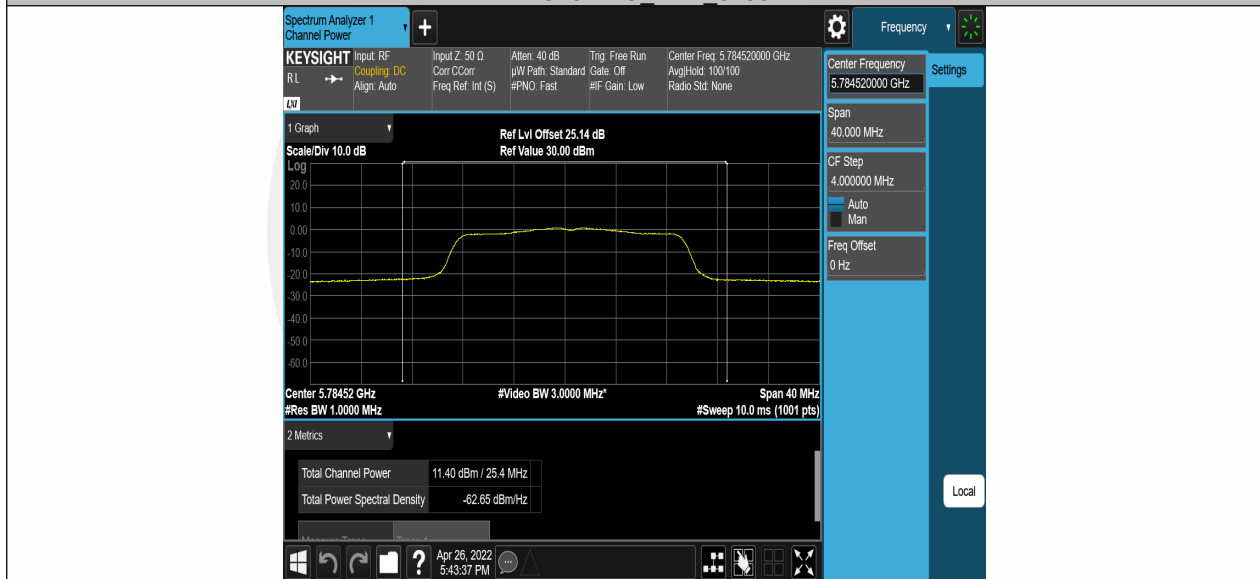 Spectrum Analyzer 1
Channel Power
+
Frequency
KEYSIGHT
RL
LXI
Input: RF
Coupling: DC
Align: Auto
Input Z: 50 Ω
Corr CCorr
Freq Ref: Int (S)
Atten: 40 dB
µW Path: Standard
#PNO: Fast
Trig: Free Run
Gate: Off
#IF Gain: Low
Center Freq: 5.784520000 GHz
Avg|Hold: 100/100
Radio Std: None
Center Frequency
5.784520000 GHz
Settings
Span
40.000 MHz
CF Step
4.000000 MHz
Auto
Man
Freq Offset
0 Hz
1 Graph
Scale/Div 10.0 dB
Ref Lvl Offset 25.14 dB
Ref Value 30.00 dBm
Log
20.0
10.0
0.00
-10.0
-20.0
-30.0
-40.0
-50.0
-60.0
Center 5.78452 GHz
#Video BW 3.0000 MHz*
Span 40 MHz
#Res BW 1.0000 MHz
#Sweep 10.0 ms (1001 pts)
2 Metrics
Total Channel Power 11.40 dBm / 25.4 MHz
Total Power Spectral Density -62.65 dBm/Hz
Local
?
Apr 26, 2022
5:43:37 PM